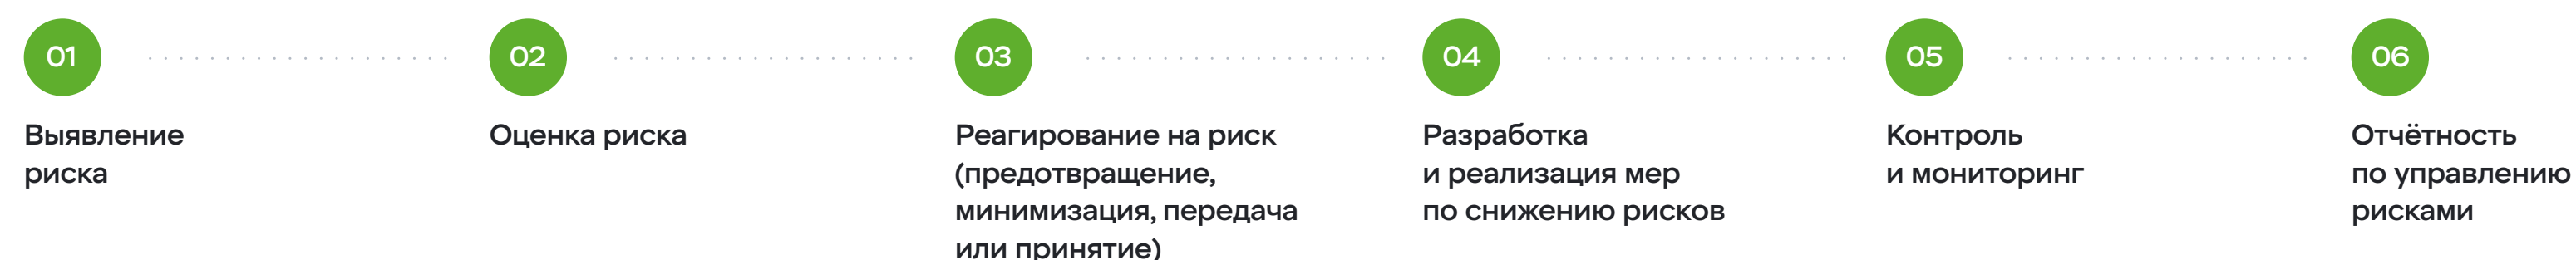 01
Выявление
риска
02
Оценка риска
03
Реагирование на риск
(предотвращение,
минимизация, передача
или принятие)
04
Разработка
и реализация мер
по снижению рисков
05
Контроль
и мониторинг
06
Отчётность
по управлению
рисками